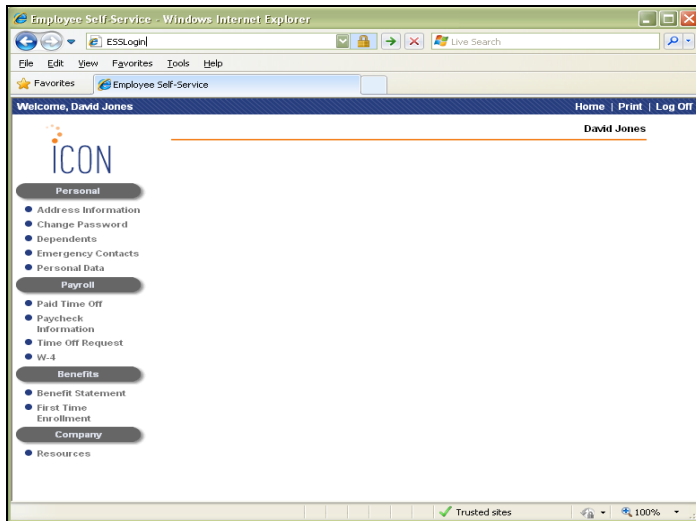 Employee Self-Service - Windows Internet Explorer
ESSLogin
Live Search
File Edit View Favorites Tools Help
Favorites
Employee Self-Service
Welcome, David Jones
Home | Print | Log Off
David Jones
iCON
Personal
Address Information
Change Password
Dependents
Emergency Contacts
Personal Data
Payroll
Paid Time Off
Paycheck
Information
Time Off Request
W-4
Benefits
Benefit Statement
First Time
Enrollment
Company
Resources
Trusted sites
100%